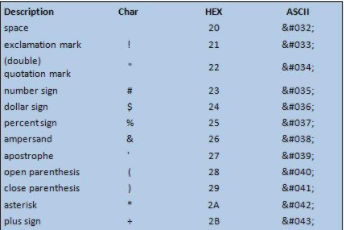 Description Char HEX ASCII
space 20 &#032;
exclamation mark ! 21 &#033;
(double)
quotation mark " 22 &#034;
number sign # 23 &#035;
dollar sign $ 24 &#036;
percent sign % 25 &#037;
ampersand & 26 &#038;
apostrophe ' 27 &#039;
open parenthesis ( 28 &#040;
close parenthesis ) 29 &#041;
asterisk * 2A &#042;
plus sign + 2B &#043;